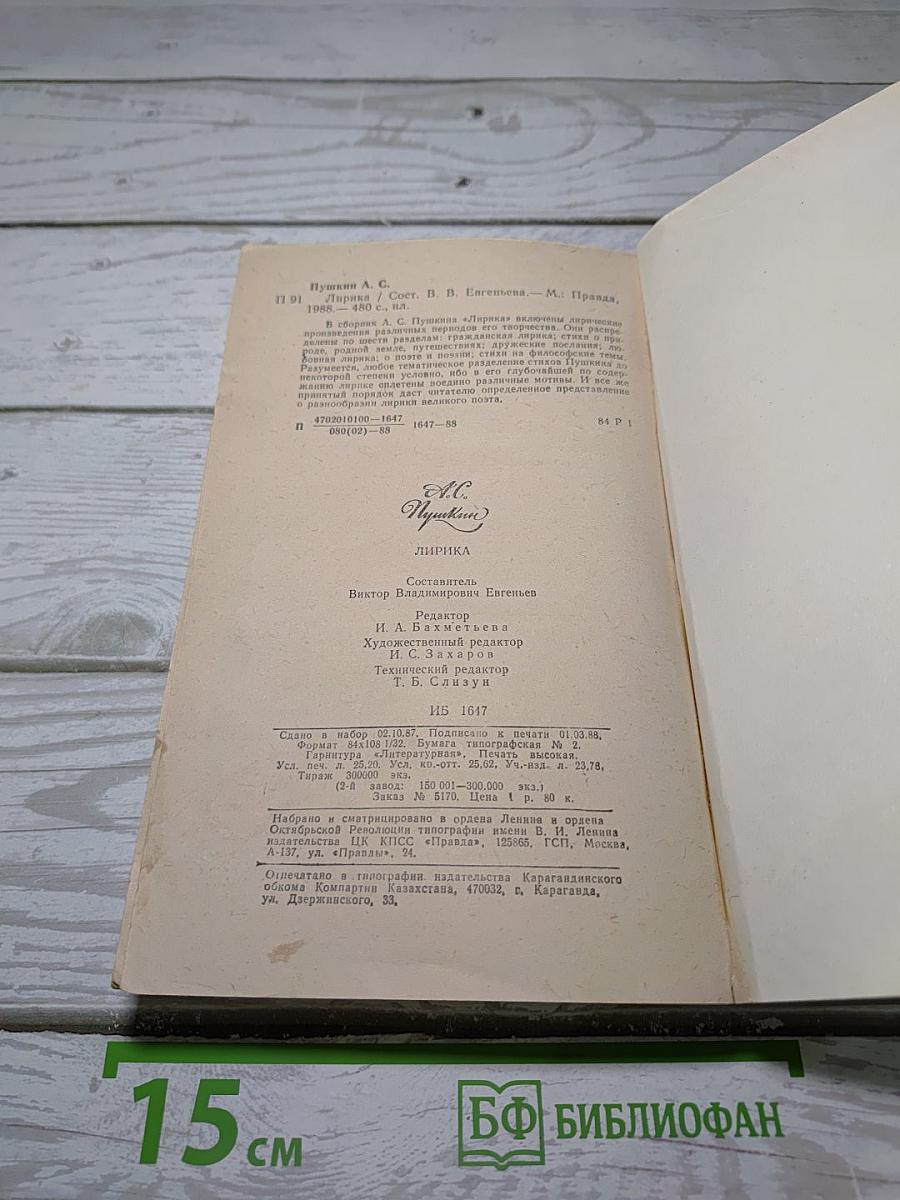 Пушкин А. С.
П 91 Лирика / Сост. В. В. Евгеньева.— М.: Правда,
1988.— 480 с., ил.
В сборник А. С. Пушкина «Лирика» включены лирические
произведения различных периодов его творчества. Они распре-
делены по шести разделам: гражданская лирика; стихи о при-
роде, родной земле, путешествиях; дружеские послания; лю-
бовная лирика; о поэте и поэзии; стихи на философские темы.
Разумеется, любое тематическое разделение стихов Пушкина до
некоторой степени условно, ибо в его глубочайшей по содер-
жанию лирике сплетены воедино различные мотивы. И все же
принятый порядок даст читателю определенное представление
о разнообразии лирики великого поэта.
П 4702010100—1647 1647—88 84 Р 1
080(02)—88
А. С.
Пушкин
ЛИРИКА
Составитель
Виктор Владимирович Евгеньев
Редактор
И. А. Бахметьева
Художественный редактор
И. С. Захаров
Технический редактор
Т. Б. Слизун
ИБ 1647
Сдано в набор 02.10.87. Подписано к печати 01.03.88.
Формат 84х108 1/32. Бумага типографская № 2.
Гарнитура «Литературная». Печать высокая.
Усл. печ. л. 25,20. Усл. кр.-отт. 25,62. Уч.-изд. л. 23,78.
Тираж 300000 экз.
(2-й завод: 150 001—300.000 экз.)
Заказ № 5170. Цена 1 р. 80 к.
Набрано и сматрицировано в ордена Ленина и ордена
Октябрьской Революции типографии имени В. И. Ленина
издательства ЦК КПСС «Правда», 125865, ГСП, Москва,
А-137, ул. «Правды», 24.
Отпечатано в типографии издательства Карагандинского
обкома Компартии Казахстана, 470032, г. Караганда,
ул. Дзержинского, 33.
15 см
БФ БИБЛИОФАН